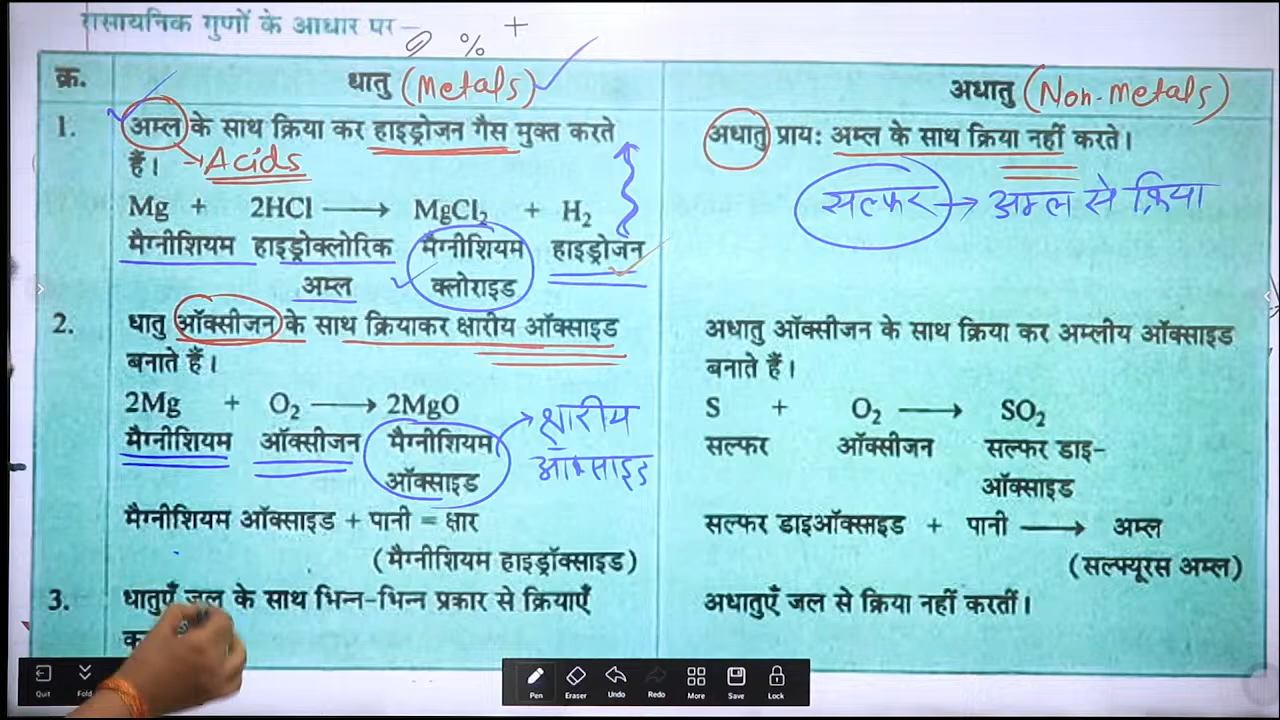 रासायनिक गुणों के आधार पर–
% +
क्र. धातु (Metals) अधातु (Non-metals)
1. अम्ल के साथ क्रिया कर हाइड्रोजन गैस मुक्त करते
हैं। → Acids
Mg + 2HCl ⟶ MgCl₂ + H₂
मैग्नीशियम हाइड्रोक्लोरिक मैग्नीशियम हाइड्रोजन
अम्ल क्लोराइड
अधातु प्राय: अम्ल के साथ क्रिया नहीं करते।
सल्फर → अम्ल से क्रिया
2. धातु ऑक्सीजन के साथ क्रियाकर क्षारीय ऑक्साइड
बनाते हैं।
2Mg + O₂ ⟶ 2MgO
मैग्नीशियम ऑक्सीजन मैग्नीशियम
ऑक्साइड
→ क्षारीय
ऑक्साइड
मैग्नीशियम ऑक्साइड + पानी = क्षार
(मैग्नीशियम हाइड्रॉक्साइड)
अधातु ऑक्सीजन के साथ क्रिया कर अम्लीय ऑक्साइड
बनाते हैं।
S + O₂ ⟶ SO₂
सल्फर ऑक्सीजन सल्फर डाइ-
ऑक्साइड
सल्फर डाइऑक्साइड + पानी ⟶ अम्ल
(सल्फ्यूरस अम्ल)
3. धातुएँ जल के साथ भिन्न-भिन्न प्रकार से क्रियाएँ
अधातुएँ जल से क्रिया नहीं करतीं।
Quit Fold Pen Eraser Undo Redo More Save Lock